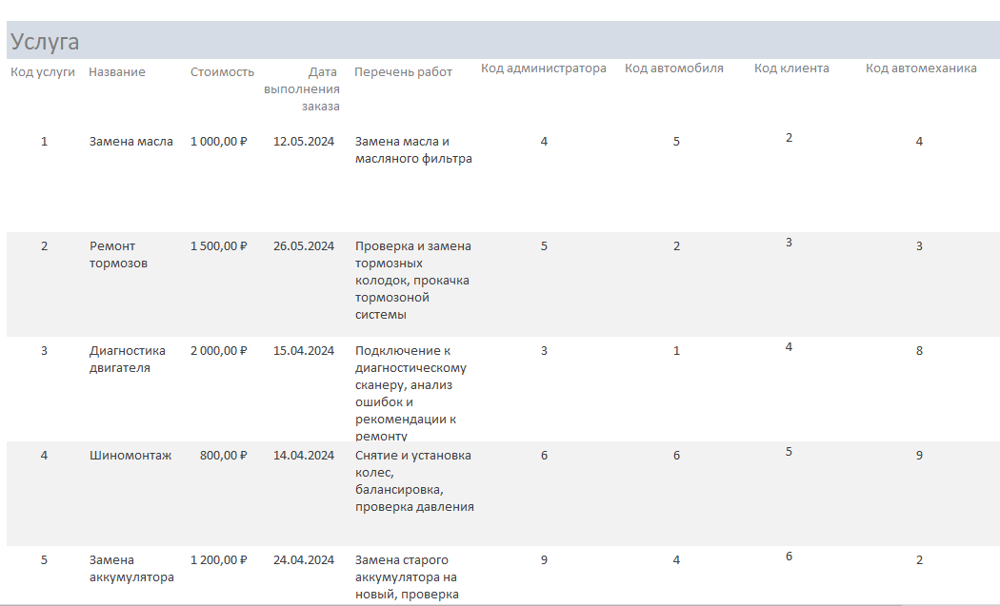 Услуга
Код услуги Название Стоимость Дата выполнения заказа Перечень работ Код администратора Код автомобиля Код клиента Код автомеханика
1 Замена масла 1 000,00 ₽ 12.05.2024 Замена масла и 4 5 2 4
масляного фильтра
2 Ремонт 1 500,00 ₽ 26.05.2024 Проверка и замена 5 2 3 3
тормозов тормозных
колодок, прокачка
тормозоной
системы
3 Диагностика 2 000,00 ₽ 15.04.2024 Подключение к 3 1 4 8
двигателя диагностическому
сканеру, анализ
ошибок и
рекомендации к
ремонту
4 Шиномонтаж 800,00 ₽ 14.04.2024 Снятие и установка 6 6 5 9
колес,
балансировка,
проверка давления
5 Замена 1 200,00 ₽ 24.04.2024 Замена старого 9 4 6 2
аккумулятора аккумулятора на
новый, проверка